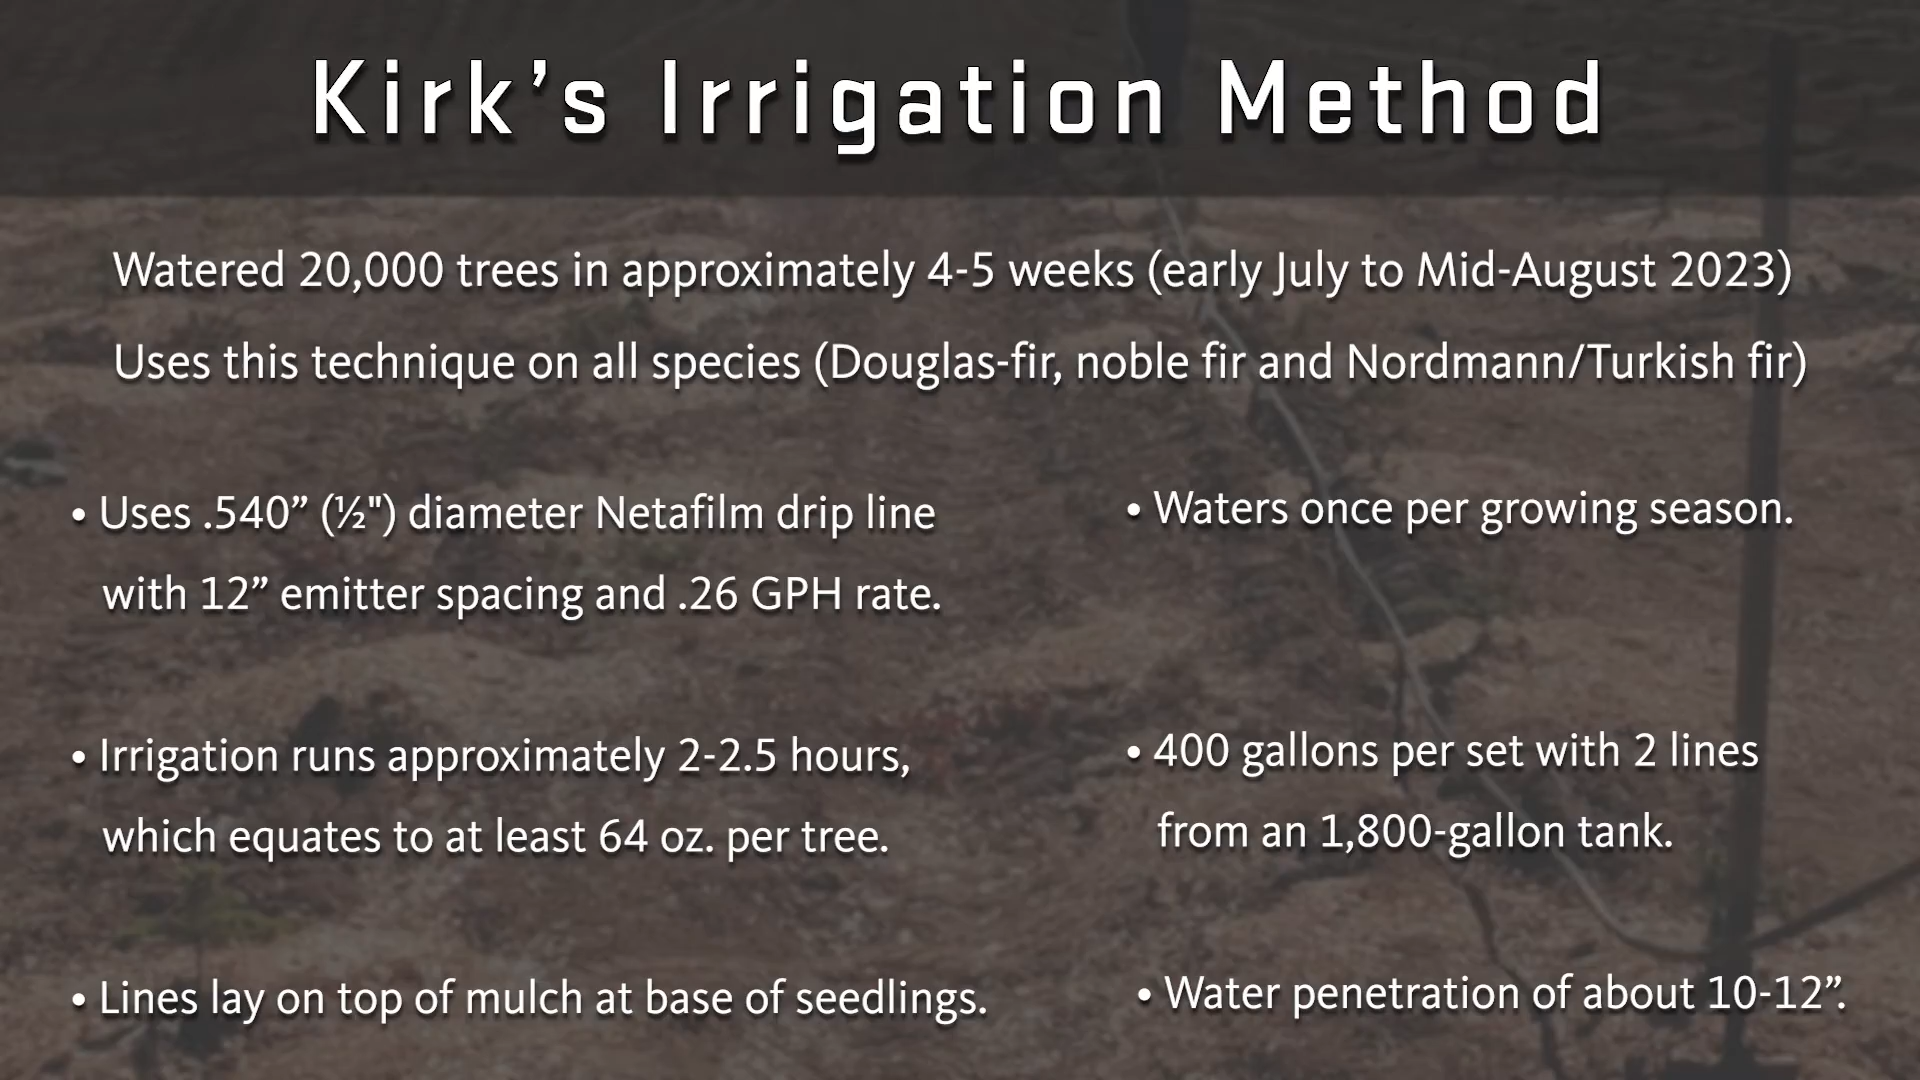 Kirk’s Irrigation Method
Watered 20,000 trees in approximately 4-5 weeks (early July to Mid-August 2023)
Uses this technique on all species (Douglas-fir, noble fir and Nordmann/Turkish fir)
• Uses .540” (½") diameter Netafilm drip line
with 12” emitter spacing and .26 GPH rate.
• Irrigation runs approximately 2-2.5 hours,
which equates to at least 64 oz. per tree.
• Lines lay on top of mulch at base of seedlings.
• Waters once per growing season.
• 400 gallons per set with 2 lines
from an 1,800-gallon tank.
• Water penetration of about 10-12”.